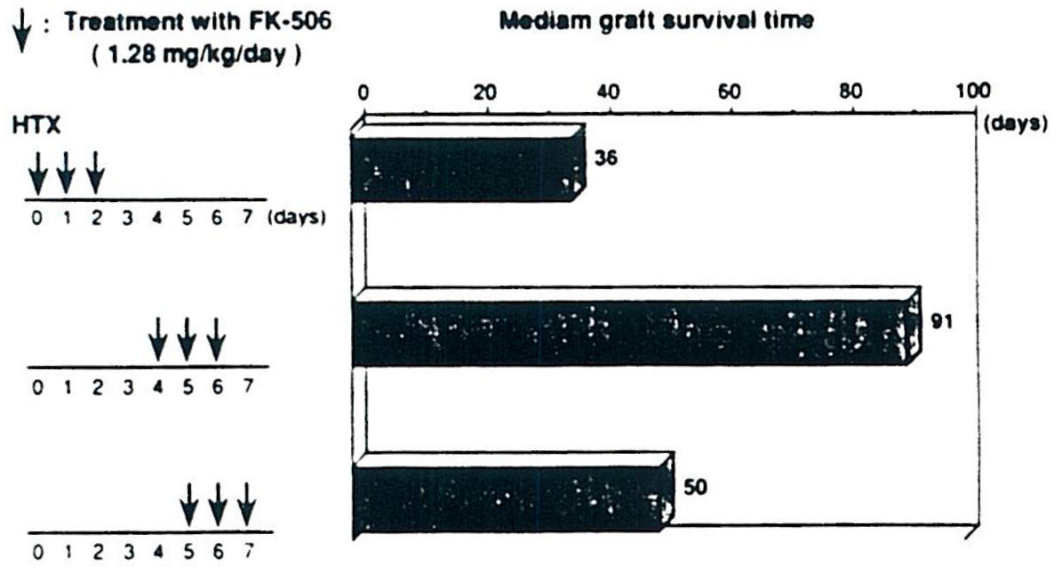 : Treatment with FK-506
( 1.28 mg/kg/day )
Mediam graft survival time
0 20 40 60 80 100
(days)
HTX
36
0 1 2 3 4 5 6 7 (days)
91
0 1 2 3 4 5 6 7
50
0 1 2 3 4 5 6 7